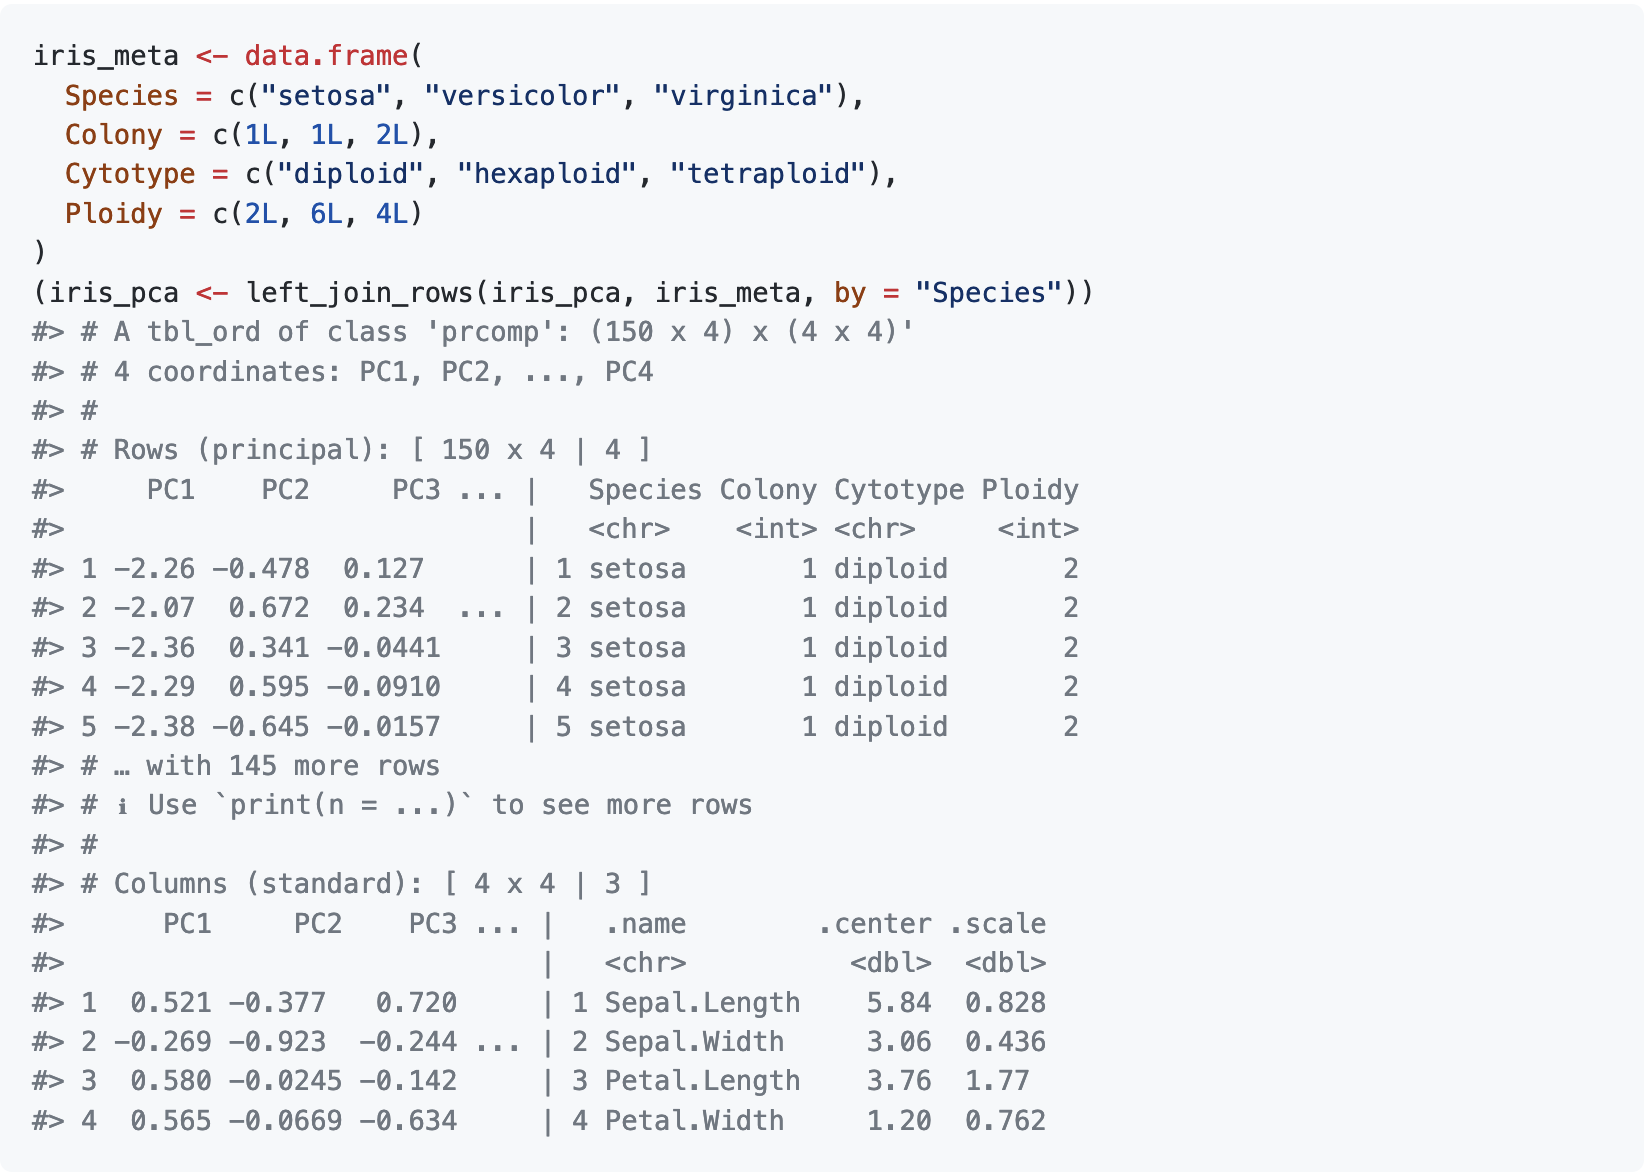 iris_meta <- data.frame(
  Species = c("setosa", "versicolor", "virginica"),
  Colony = c(1L, 1L, 2L),
  Cytotype = c("diploid", "hexaploid", "tetraploid"),
  Ploidy = c(2L, 6L, 4L)
)
(iris_pca <- left_join_rows(iris_pca, iris_meta, by = "Species"))
#> # A tbl_ord of class 'prcomp': (150 x 4) x (4 x 4)'
#> # 4 coordinates: PC1, PC2, ..., PC4
#> #
#> # Rows (principal): [ 150 x 4 | 4 ]
#>     PC1    PC2     PC3 ... |   Species Colony Cytotype Ploidy
#>                            |   <chr>    <int> <chr>     <int>
#> 1 -2.26 -0.478  0.127      | 1 setosa       1 diploid       2
#> 2 -2.07  0.672  0.234  ... | 2 setosa       1 diploid       2
#> 3 -2.36  0.341 -0.0441     | 3 setosa       1 diploid       2
#> 4 -2.29  0.595 -0.0910     | 4 setosa       1 diploid       2
#> 5 -2.38 -0.645 -0.0157     | 5 setosa       1 diploid       2
#> # … with 145 more rows
#> # ℹ Use `print(n = ...)` to see more rows
#> #
#> # Columns (standard): [ 4 x 4 | 3 ]
#>      PC1     PC2    PC3 ... |   .name        .center .scale
#>                             |   <chr>          <dbl>  <dbl>
#> 1  0.521 -0.377   0.720     | 1 Sepal.Length    5.84  0.828
#> 2 -0.269 -0.923  -0.244 ... | 2 Sepal.Width     3.06  0.436
#> 3  0.580 -0.0245 -0.142     | 3 Petal.Length    3.76  1.77
#> 4  0.565 -0.0669 -0.634     | 4 Petal.Width     1.20  0.762